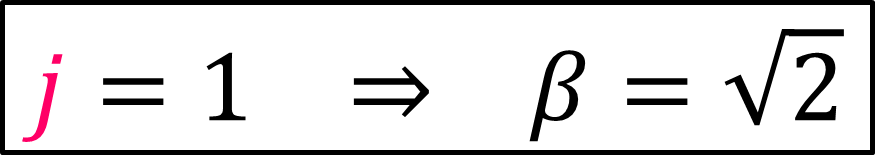 j = 1 ⇒ β = √2